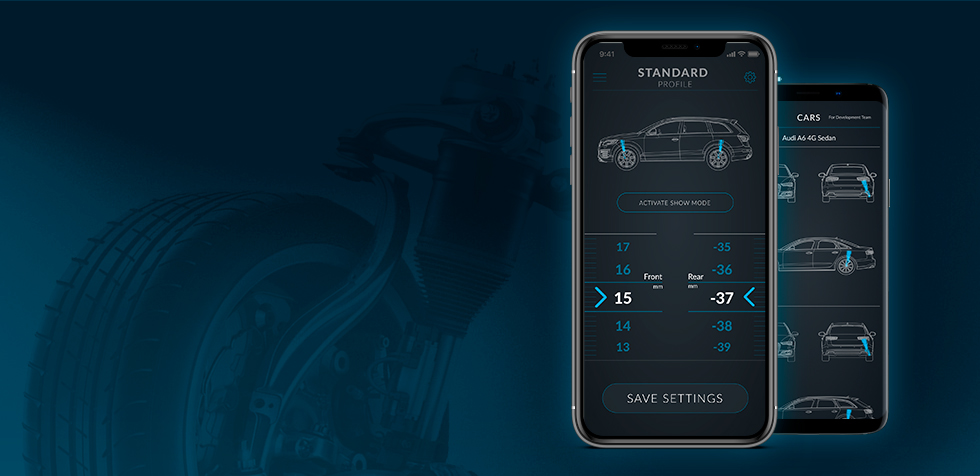 9:41
STANDARD
PROFILE
ACTIVATE SHOW MODE
17 -35
16 -36
Front Rear
mm mm
15 -37
14 -38
13 -39
SAVE SETTINGS
CARS For Development Team
Audi A6 4G Sedan